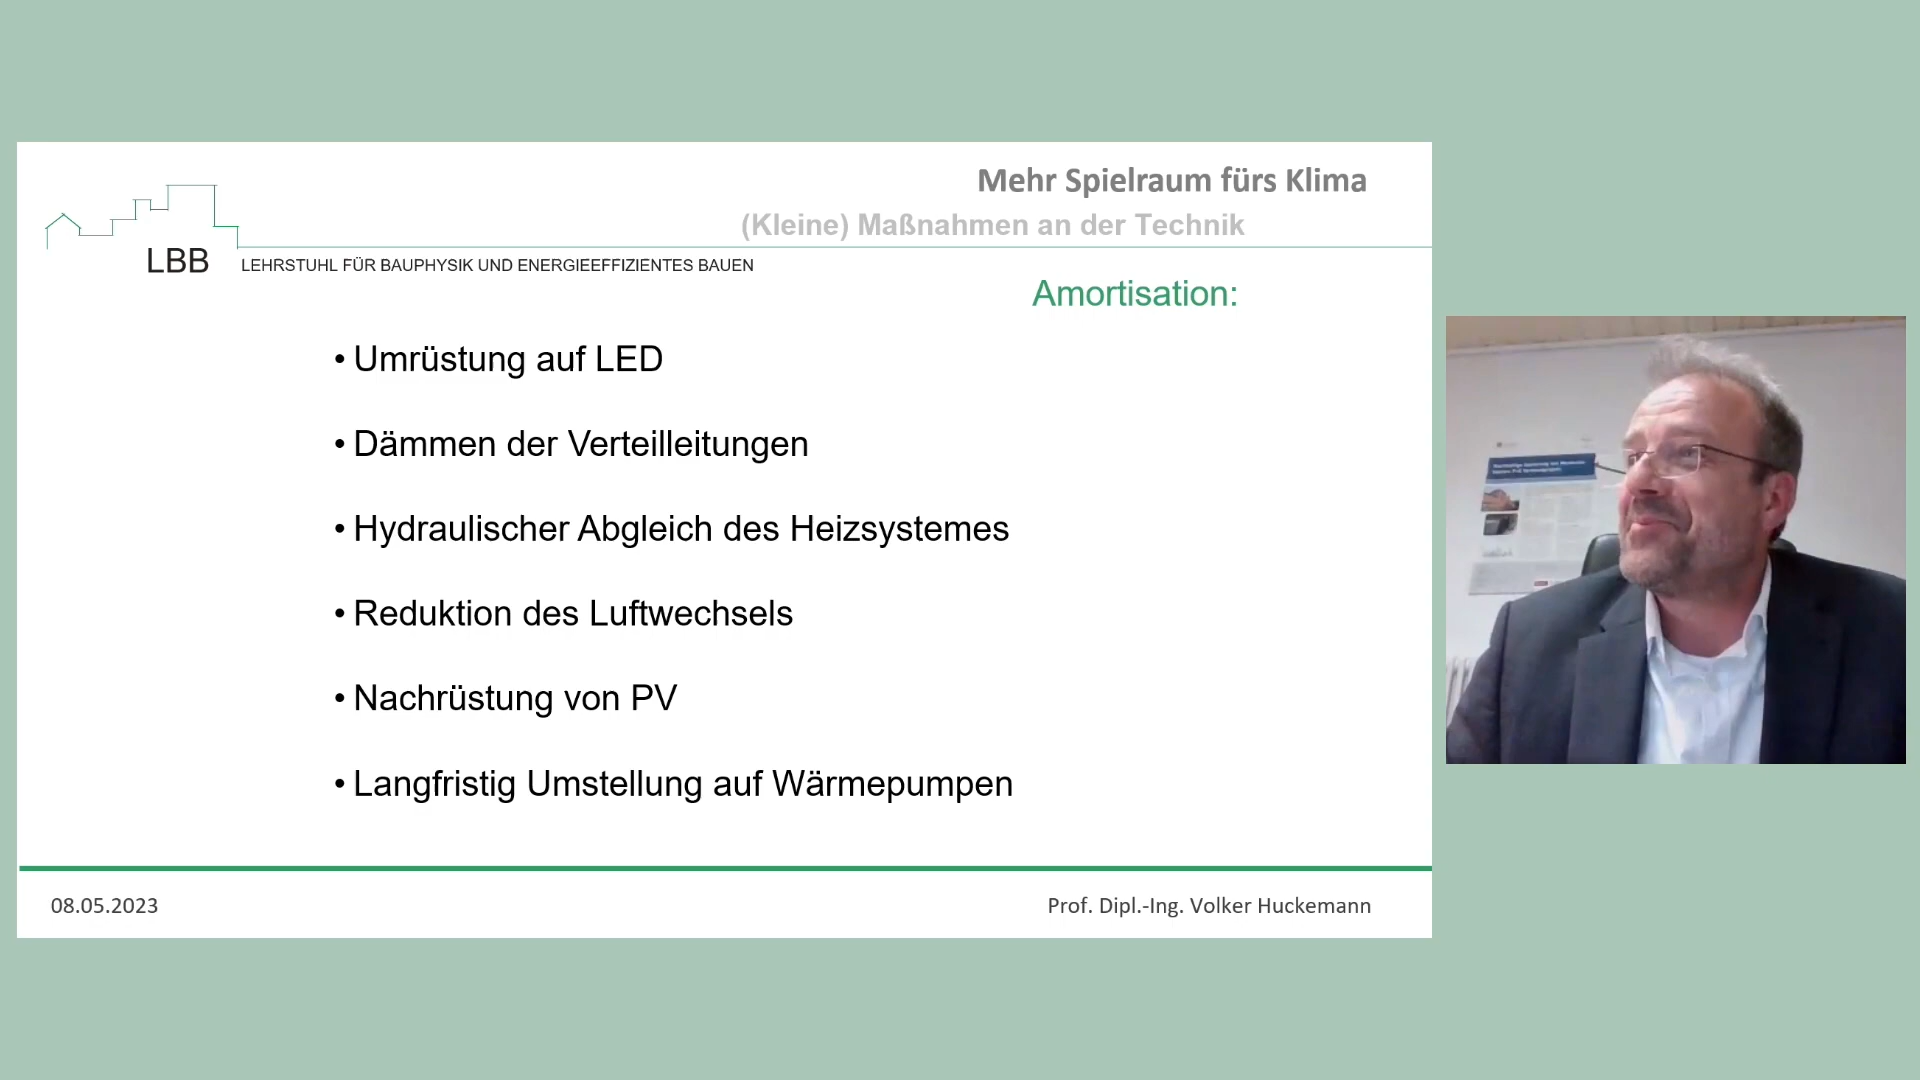 Mehr Spielraum fürs Klima
(Kleine) Maßnahmen an der Technik
LBB LEHRSTUHL FÜR BAUPHYSIK UND ENERGIEEFFIZIENTES BAUEN
Amortisation:
• Umrüstung auf LED
• Dämmen der Verteilleitungen
• Hydraulischer Abgleich des Heizsystemes
• Reduktion des Luftwechsels
• Nachrüstung von PV
• Langfristig Umstellung auf Wärmepumpen
08.05.2023
Prof. Dipl.-Ing. Volker Huckemann